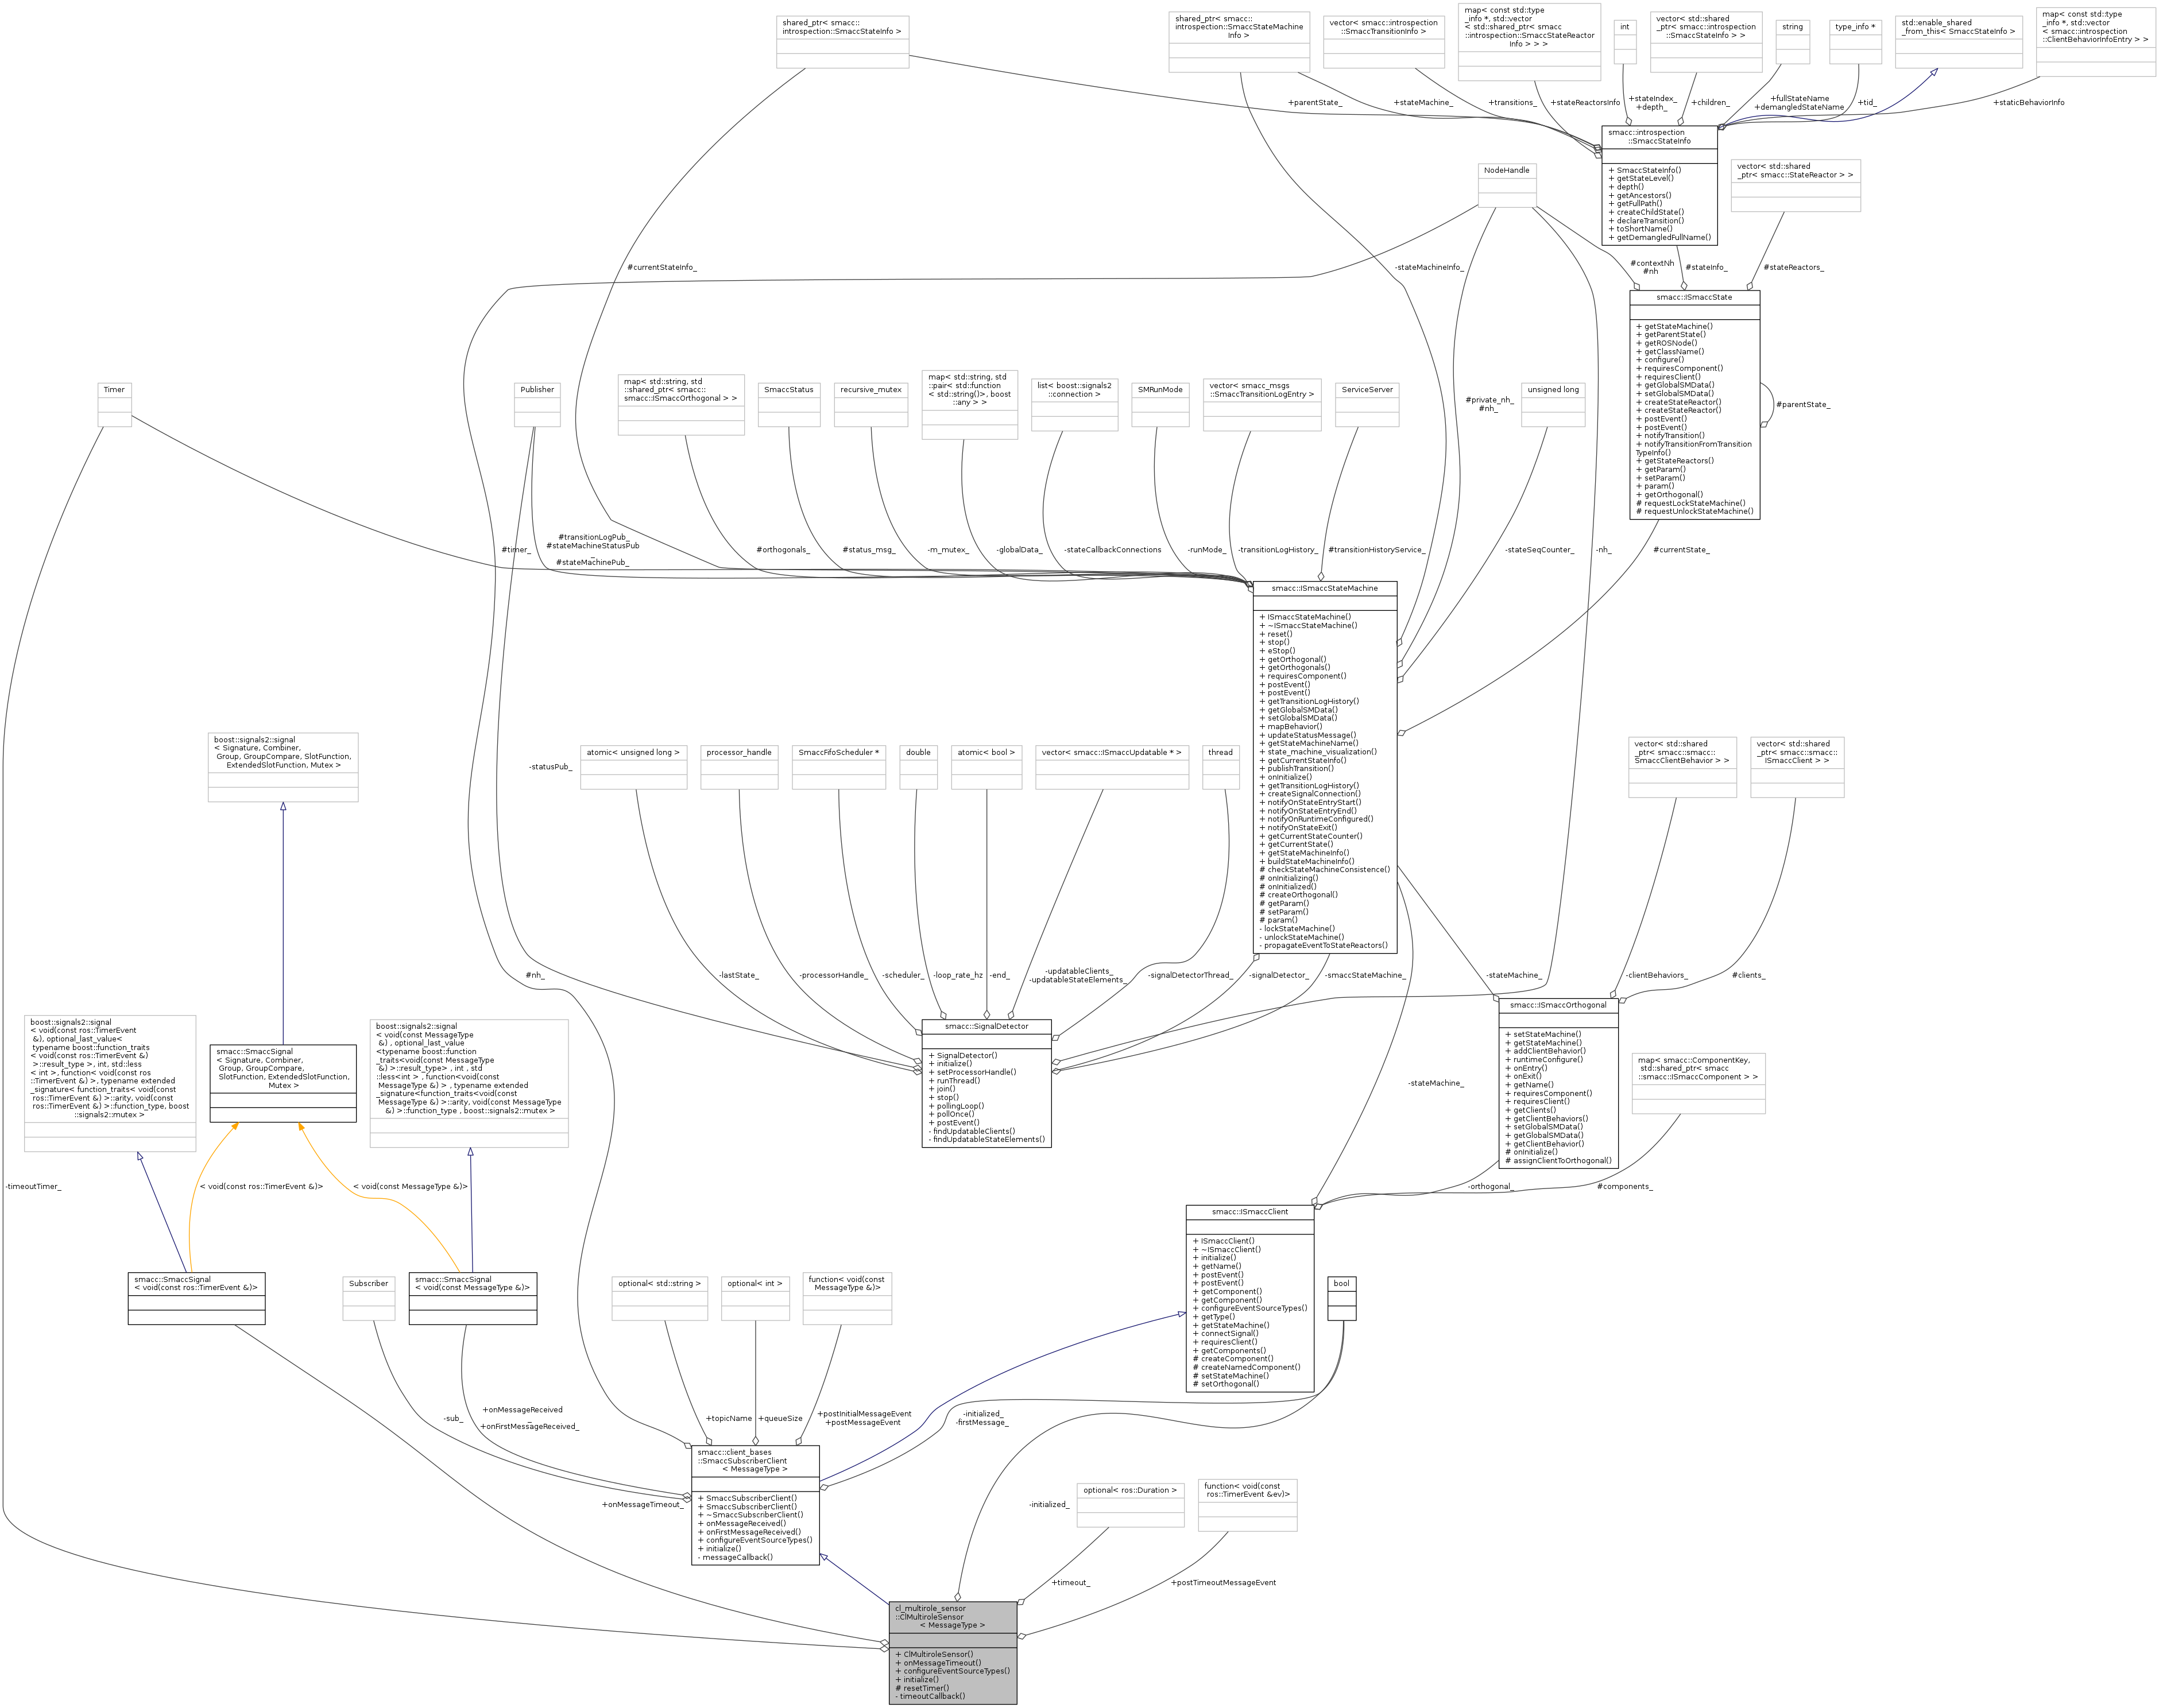 shared_ptr< smacc::
introspection::SmaccStateInfo >
shared_ptr< smacc::
introspection::SmaccStateMachine
Info >
vector< smacc::introspection
::SmaccTransitionInfo >
map< const std::type
_info *, std::vector
< std::shared_ptr< smacc
::introspection::SmaccStateReactor
Info > > >
int
vector< std::shared
_ptr< smacc::introspection
::SmaccStateInfo > >
string
type_info *
std::enable_shared
_from_this< SmaccStateInfo >
map< const std::type
_info *, std::vector
< smacc::introspection
::ClientBehaviorInfoEntry > >
+parentState_
+stateMachine_
+transitions_
+stateReactorsInfo
+stateIndex_
+depth_
+children_
+fullStateName
+demangledStateName
+tid_
+staticBehaviorInfo
smacc::introspection
::SmaccStateInfo
+ SmaccStateInfo()
+ getStateLevel()
+ depth()
+ getAncestors()
+ getFullPath()
+ createChildState()
+ declareTransition()
+ toShortName()
+ getDemangledFullName()
NodeHandle
vector< std::shared
_ptr< smacc::StateReactor > >
#currentStateInfo_
-stateMachineInfo_
#contextNh
#nh
#stateInfo_
#stateReactors_
smacc::ISmaccState
+ getStateMachine()
+ getParentState()
+ getROSNode()
+ getClassName()
+ configure()
+ requiresComponent()
+ requiresClient()
+ getGlobalSMData()
+ setGlobalSMData()
+ createStateReactor()
+ createStateReactor()
+ postEvent()
+ postEvent()
+ notifyTransition()
+ notifyTransitionFromTransition
TypeInfo()
+ getStateReactors()
+ getParam()
+ setParam()
+ param()
+ getOrthogonal()
# requestLockStateMachine()
# requestUnlockStateMachine()
#parentState_
Timer
Publisher
map< std::string, std
::shared_ptr< smacc::
smacc::ISmaccOrthogonal > >
SmaccStatus
recursive_mutex
map< std::string, std
::pair< std::function
< std::string()>, boost
::any > >
list< boost::signals2
::connection >
SMRunMode
vector< smacc_msgs
::SmaccTransitionLogEntry >
ServiceServer
#private_nh_
#nh_
unsigned long
#timer_
#transitionLogPub_
#stateMachineStatusPub
_
#stateMachinePub_
#orthogonals_
#status_msg_
-m_mutex_
-globalData_
-stateCallbackConnections
-runMode_
-transitionLogHistory_
#transitionHistoryService_
-stateSeqCounter_
-nh_
#currentState_
smacc::ISmaccStateMachine
+ ISmaccStateMachine()
+ ~ISmaccStateMachine()
+ reset()
+ stop()
+ eStop()
+ getOrthogonal()
+ getOrthogonals()
+ requiresComponent()
+ postEvent()
+ postEvent()
+ getTransitionLogHistory()
+ getGlobalSMData()
+ setGlobalSMData()
+ mapBehavior()
+ updateStatusMessage()
+ getStateMachineName()
+ state_machine_visualization()
+ getCurrentStateInfo()
+ publishTransition()
+ onInitialize()
+ getTransitionLogHistory()
+ createSignalConnection()
+ notifyOnStateEntryStart()
+ notifyOnStateEntryEnd()
+ notifyOnRuntimeConfigured()
+ notifyOnStateExit()
+ getCurrentStateCounter()
+ getCurrentState()
+ getStateMachineInfo()
+ buildStateMachineInfo()
# checkStateMachineConsistence()
# onInitializing()
# onInitialized()
# createOrthogonal()
# getParam()
# setParam()
# param()
- lockStateMachine()
- unlockStateMachine()
- propagateEventToStateReactors()
boost::signals2::signal
< Signature, Combiner,
Group, GroupCompare, SlotFunction,
ExtendedSlotFunction, Mutex >
-statusPub_
atomic< unsigned long >
processor_handle
SmaccFifoScheduler *
double
atomic< bool >
vector< smacc::ISmaccUpdatable * >
thread
vector< std::shared
_ptr< smacc::smacc::
SmaccClientBehavior > >
vector< std::shared
_ptr< smacc::smacc::
ISmaccClient > >
#nh_
-lastState_
-processorHandle_
-scheduler_
-loop_rate_hz
-end_
-updatableClients_
-updatableStateElements_
-signalDetectorThread_
-signalDetector_
-smaccStateMachine_
-stateMachine_
-clientBehaviors_
#clients_
boost::signals2::signal
< void(const ros::TimerEvent
&), optional_last_value<
typename boost::function_traits
< void(const ros::TimerEvent &)
>::result_type >, int, std::less
< int >, function< void(const ros
::TimerEvent &) >, typename extended
_signature< function_traits< void(const
ros::TimerEvent &) >::arity, void(const
ros::TimerEvent &) >::function_type, boost
::signals2::mutex >
smacc::SmaccSignal
< Signature, Combiner,
Group, GroupCompare,
SlotFunction, ExtendedSlotFunction,
Mutex >
boost::signals2::signal
< void(const MessageType
&) , optional_last_value
<typename boost::function
_traits<void(const MessageType
&) >::result_type> , int , std
::less<int > , function<void(const
MessageType &) > , typename extended
_signature<function_traits<void(const
MessageType &) >::arity, void(const MessageType
&) >::function_type , boost::signals2::mutex >
smacc::SignalDetector
+ SignalDetector()
+ initialize()
+ setProcessorHandle()
+ runThread()
+ join()
+ stop()
+ pollingLoop()
+ pollOnce()
+ postEvent()
- findUpdatableClients()
- findUpdatableStateElements()
smacc::ISmaccOrthogonal
+ setStateMachine()
+ getStateMachine()
+ addClientBehavior()
+ runtimeConfigure()
+ onEntry()
+ onExit()
+ getName()
+ requiresComponent()
+ requiresClient()
+ getClients()
+ getClientBehaviors()
+ setGlobalSMData()
+ getGlobalSMData()
+ getClientBehavior()
# onInitialize()
# assignClientToOrthogonal()
-stateMachine_
map< smacc::ComponentKey,
std::shared_ptr< smacc
::smacc::ISmaccComponent > >
-timeoutTimer_
< void(const ros::TimerEvent &)>
< void(const MessageType &)>
-orthogonal_
#components_
smacc::ISmaccClient
+ ISmaccClient()
+ ~ISmaccClient()
+ initialize()
+ getName()
+ postEvent()
+ postEvent()
+ getComponent()
+ getComponent()
+ configureEventSourceTypes()
+ getType()
+ getStateMachine()
+ connectSignal()
+ requiresClient()
+ getComponents()
# createComponent()
# createNamedComponent()
# setStateMachine()
# setOrthogonal()
smacc::SmaccSignal
< void(const ros::TimerEvent &)>
Subscriber
smacc::SmaccSignal
< void(const MessageType &)>
optional< std::string >
optional< int >
function< void(const
MessageType &)>
bool
-sub_
+onMessageReceived
_
+onFirstMessageReceived_
+topicName
+queueSize
+postInitialMessageEvent
+postMessageEvent
-initialized_
-firstMessage_
smacc::client_bases
::SmaccSubscriberClient
< MessageType >
+ SmaccSubscriberClient()
+ SmaccSubscriberClient()
+ ~SmaccSubscriberClient()
+ onMessageReceived()
+ onFirstMessageReceived()
+ configureEventSourceTypes()
+ initialize()
- messageCallback()
+onMessageTimeout_
-initialized_
optional< ros::Duration >
function< void(const
ros::TimerEvent &ev)>
+timeout_
+postTimeoutMessageEvent
cl_multirole_sensor
::ClMultiroleSensor
< MessageType >
+ ClMultiroleSensor()
+ onMessageTimeout()
+ configureEventSourceTypes()
+ initialize()
# resetTimer()
- timeoutCallback()